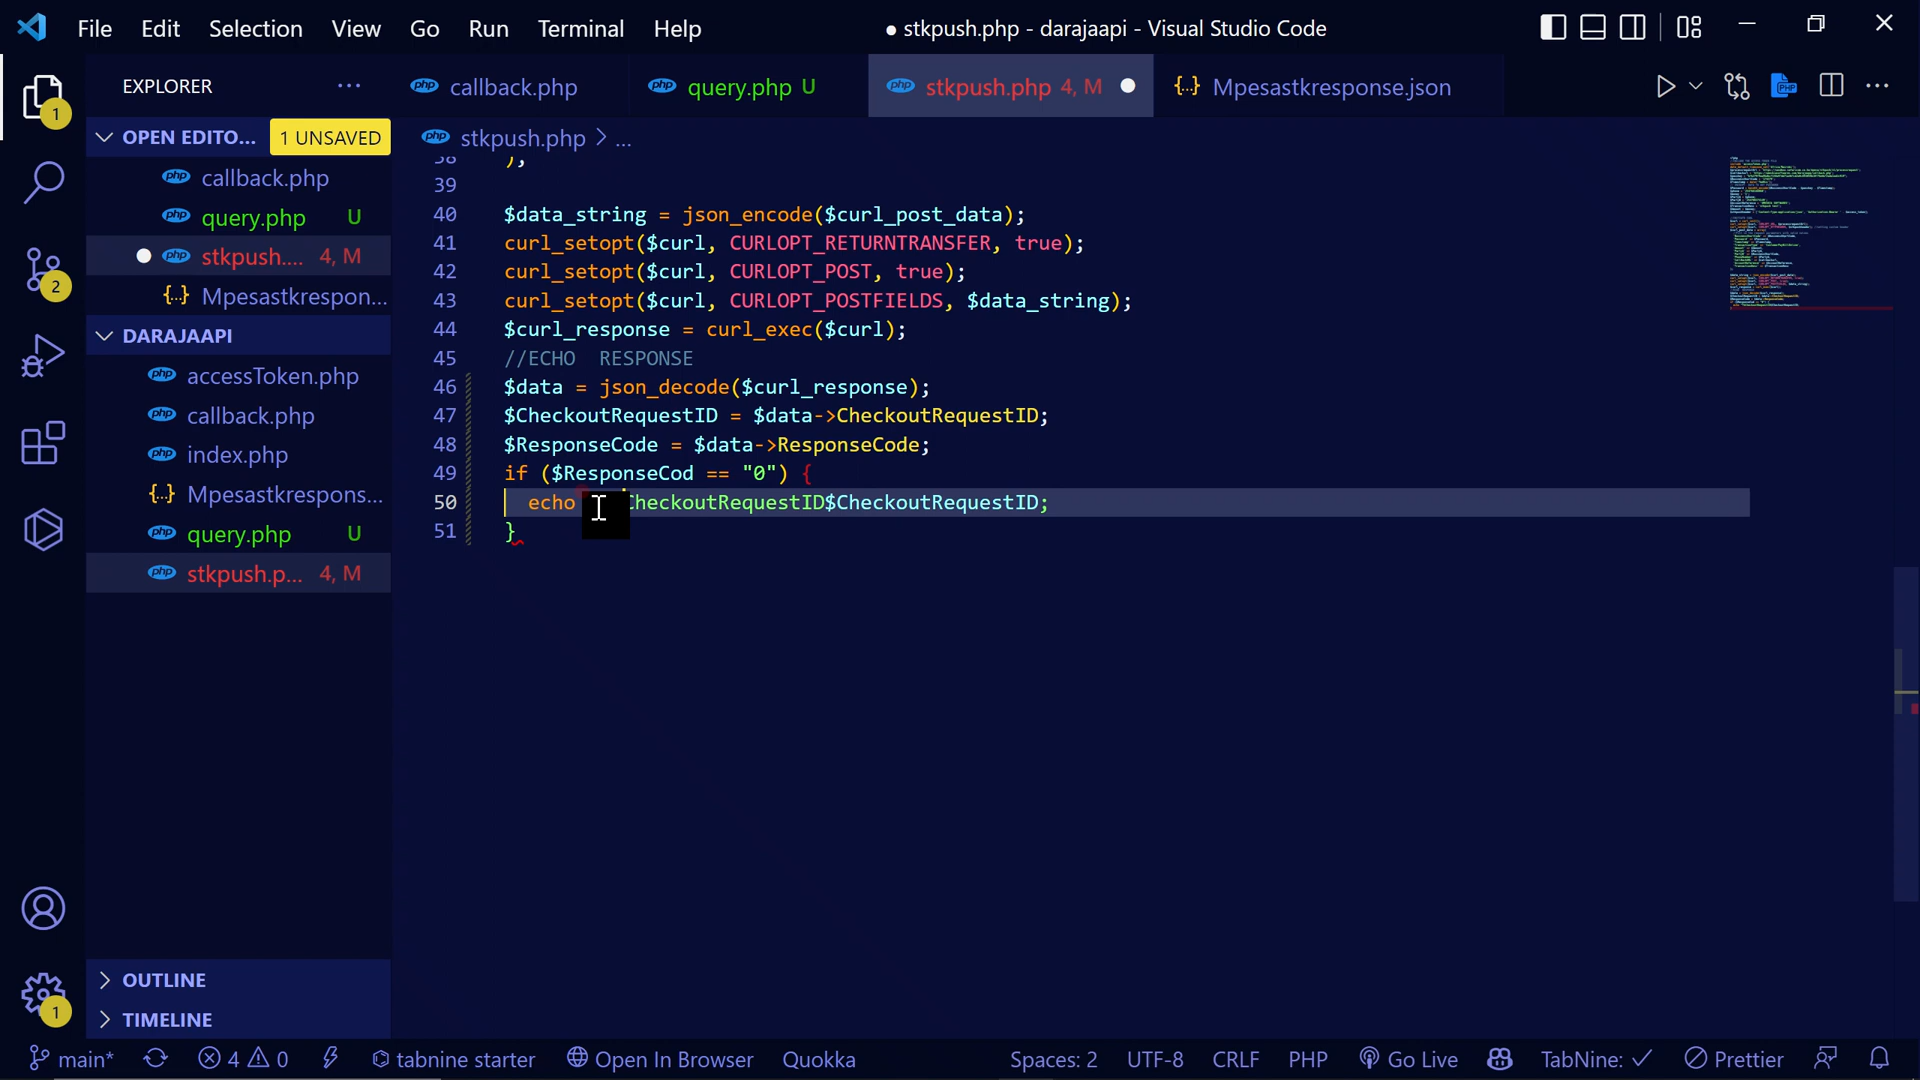 File Edit Selection View Go Run Terminal Help
● stkpush.php - darajaapi - Visual Studio Code
EXPLORER ...
callback.php
query.php U
stkpush.php 4, M
Mpesastkresponse.json
OPEN EDITO... 1 UNSAVED
stkpush.php > ...
callback.php
query.php U
stkpush.... 4, M
Mpesastkrespon...
DARAJAAPI
accessToken.php
callback.php
index.php
Mpesastkrespons...
query.php U
stkpush.p... 4, M
OUTLINE
TIMELINE
38 ),
39
40 $data_string = json_encode($curl_post_data);
41 curl_setopt($curl, CURLOPT_RETURNTRANSFER, true);
42 curl_setopt($curl, CURLOPT_POST, true);
43 curl_setopt($curl, CURLOPT_POSTFIELDS, $data_string);
44 $curl_response = curl_exec($curl);
45 //ECHO  RESPONSE
46 $data = json_decode($curl_response);
47 $CheckoutRequestID = $data->CheckoutRequestID;
48 $ResponseCode = $data->ResponseCode;
49 if ($ResponseCod == "0") {
50 echo CheckoutRequestID$CheckoutRequestID;
51 }
1
2
1
main* 4 0 tabnine starter Open In Browser Quokka Spaces: 2 UTF-8 CRLF PHP Go Live TabNine: ✓ Prettier